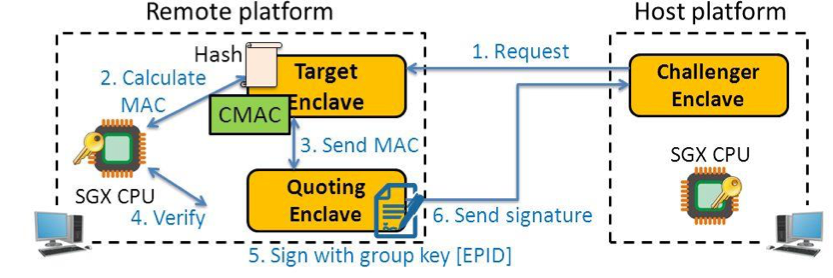 Remote platform
Host platform
Hash
1. Request
2. Calculate
MAC
Target
Enclave
Challenger
Enclave
CMAC
3. Send MAC
SGX CPU
SGX CPU
4. Verify
Quoting
Enclave
6. Send signature
5. Sign with group key [EPID]